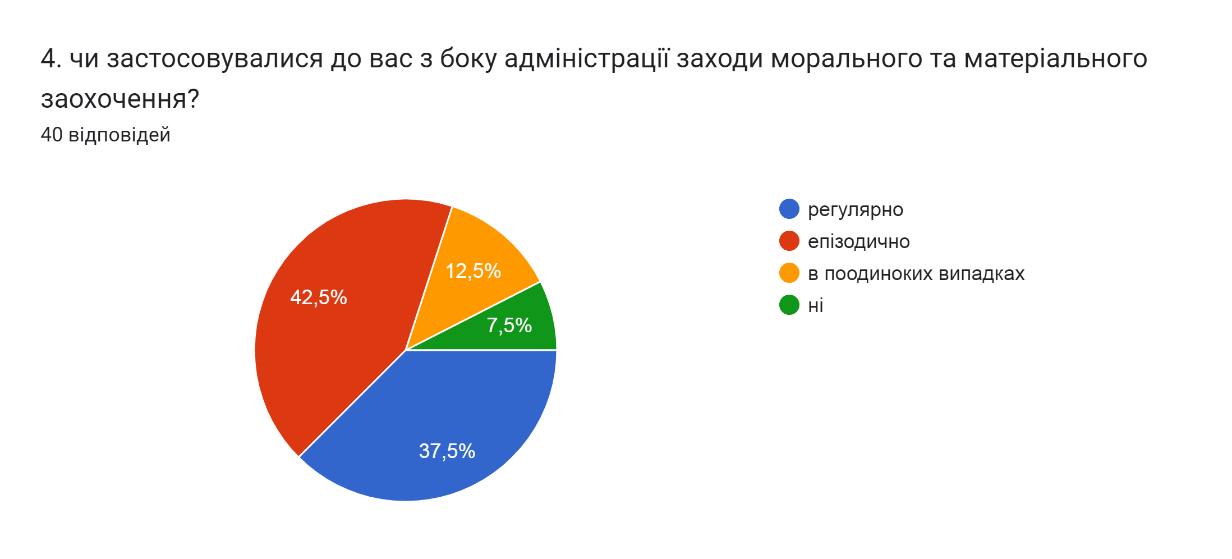 4. чи застосовувалися до вас з боку адміністрації заходи морального та матеріального
заохочення?
40 відповідей
регулярно
епізодично
в поодиноких випадках
ні
12,5%
42,5%
7,5%
37,5%